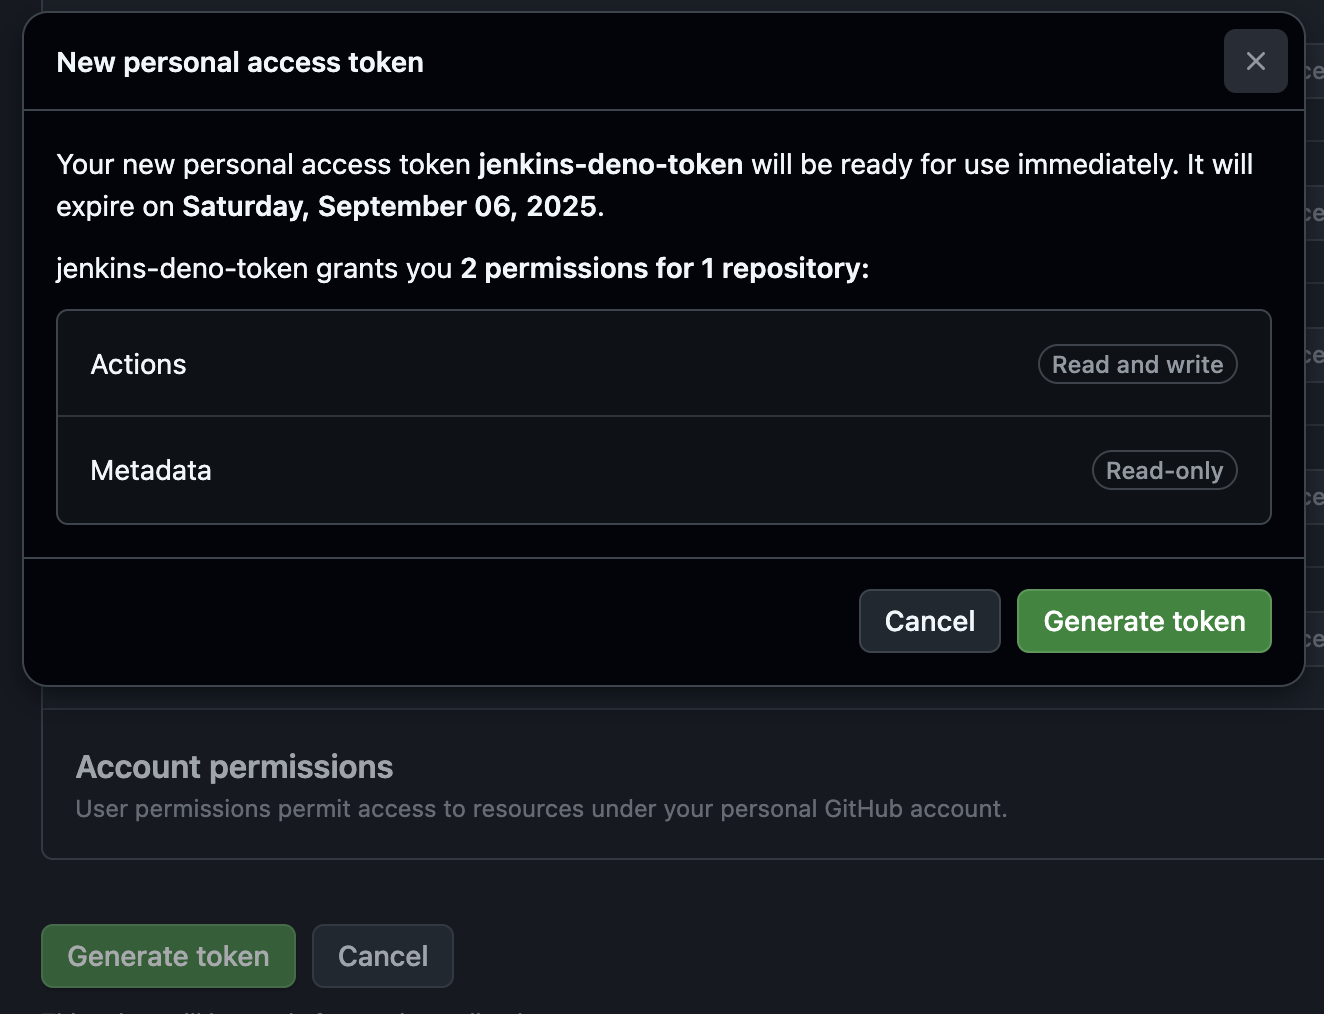 New personal access token
Your new personal access token jenkins-deno-token will be ready for use immediately. It will
expire on Saturday, September 06, 2025.
jenkins-deno-token grants you 2 permissions for 1 repository:
Actions
Read and write
Metadata
Read-only
Cancel
Generate token
Account permissions
User permissions permit access to resources under your personal GitHub account.
Generate token
Cancel